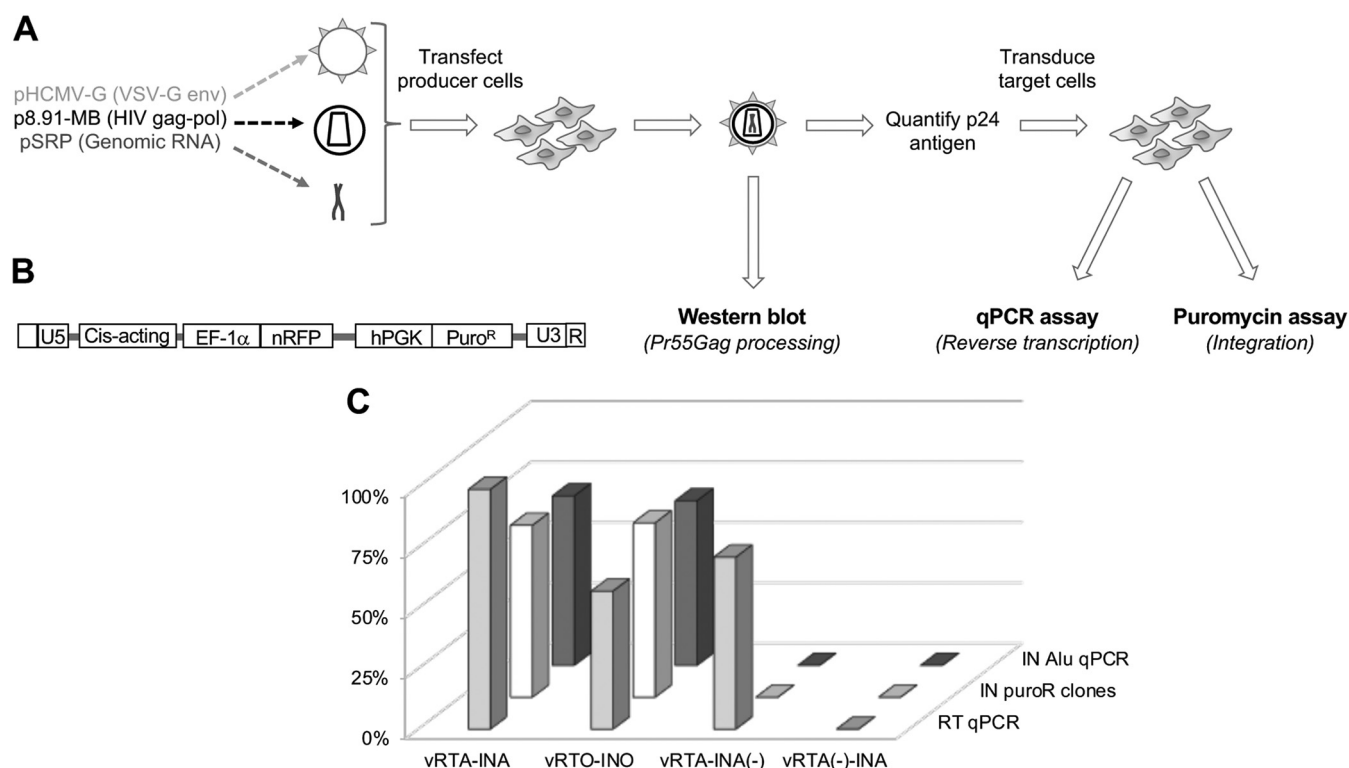 A
pHCMV-G (VSV-G env)
p8.91-MB (HIV gag-pol)
pSRP (Genomic RNA)
Transfect
producer cells
Quantify p24
antigen
Transduce
target cells
Western blot
(Pr55Gag processing)
qPCR assay
(Reverse transcription)
Puromycin assay
(Integration)
B
U5 Cis-acting EF-1α nRFP hPGK Puroᴿ U3 R
C
100%
75%
50%
25%
0%
IN Alu qPCR
IN puroR clones
RT qPCR
vRTA-INA vRTO-INO vRTA-INA(-) vRTA(-)-INA